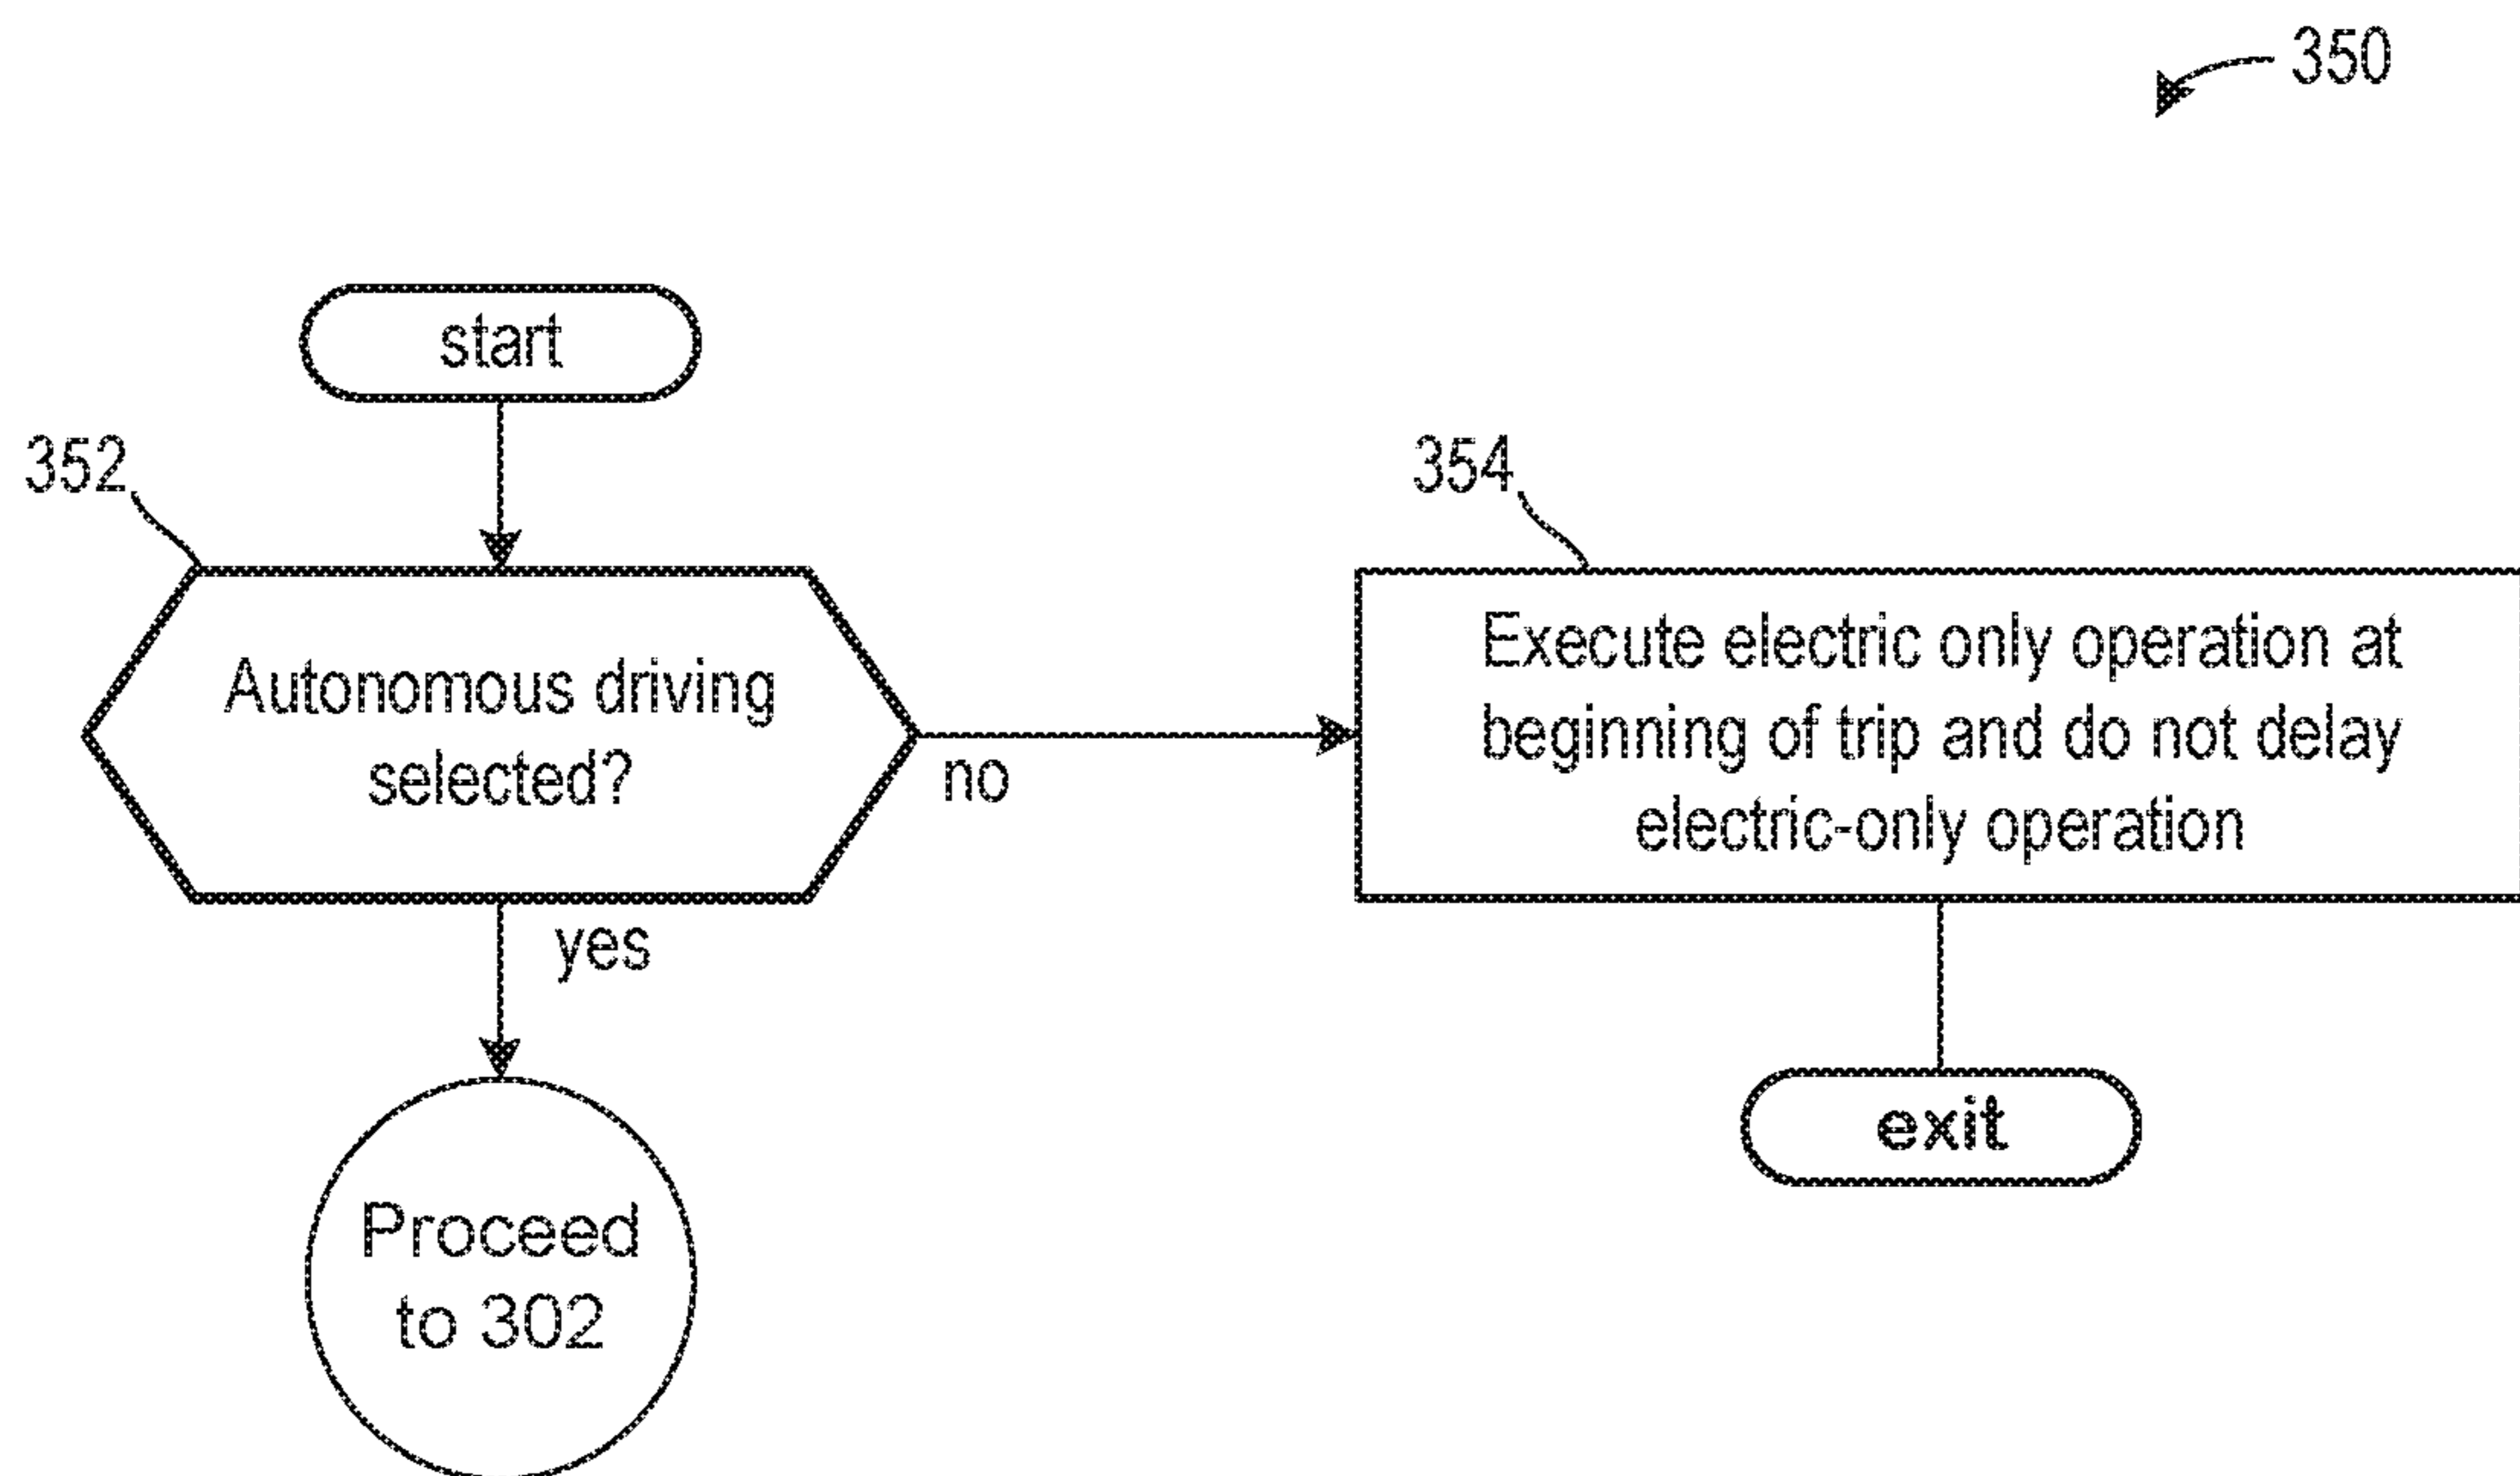 350
start
352
354
Autonomous driving
selected?
no
Execute electric only operation at
beginning of trip and do not delay
electric-only operation
yes
exit
Proceed
to 302